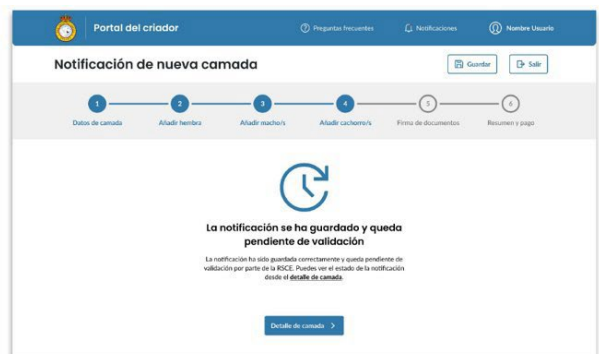 Portal del criador
Preguntas frecuentes
Notificaciones
Nombre Usuario
Notificación de nueva camada
Guardar
Salir
1
2
3
4
5
6
Datos de camada
Añadir hembra
Añadir macho/s
Añadir cachorro/s
Firma de documentos
Resumen y pago
La notificación se ha guardado y queda
pendiente de validación
La notificación ha sido guardada correctamente y queda pendiente de
validación por parte de la RSCE. Puedes ver el estado de la notificación
desde el detalle de camada.
Detalle de camada